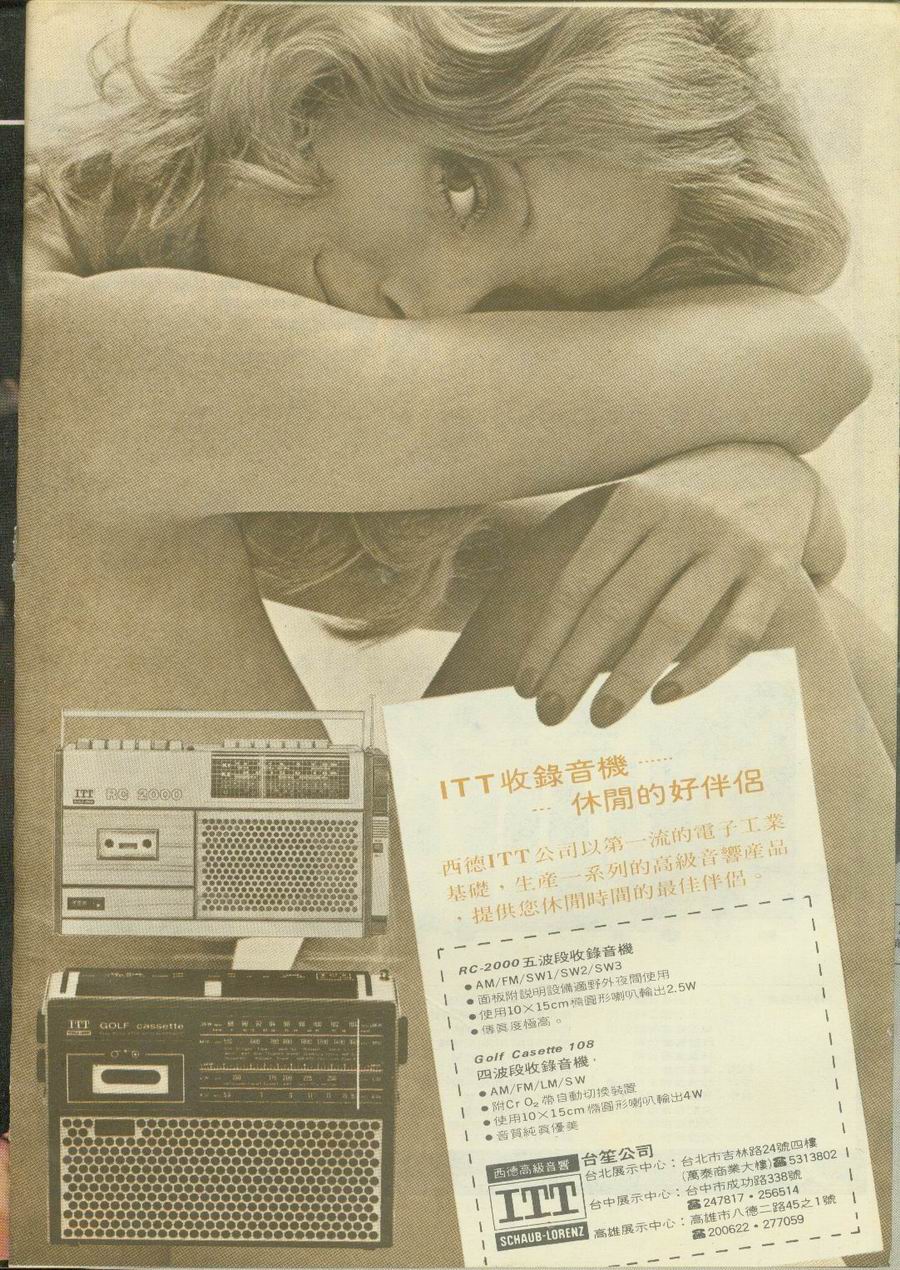 ITT收錄音機……
… 休閒的好伴侶
西德ITT公司以第一流的電子工業
基礎，生産一系列的高級音響産品
，提供您休閒時間的最佳伴侶。
RC-2000五波段收錄音機
●AM/FM/SW1/SW2/SW3
●面板附説明設備適野外夜間使用
●使用10×15cm橢圓形喇叭輸出2.5W
●傳真度極高。
Golf Casette 108
四波段收錄音機·
●AM/FM/LM/SW
●附Cr O₂帶自動切換裝置
●使用10×15cm橢圓形喇叭輸出4W
●音質純真優美
西德高級音響
ITT
SCHAUB-LORENZ
台笙公司
台北展示中心：台北市吉林路24號四樓
(萬泰商業大樓)☎5313802
台中展示中心：台中市成功路338號
☎247817·256514
高雄展示中心：高雄市八德二路45之1號
☎200622·277059
ITT RC 2000
ITT GOLF cassette